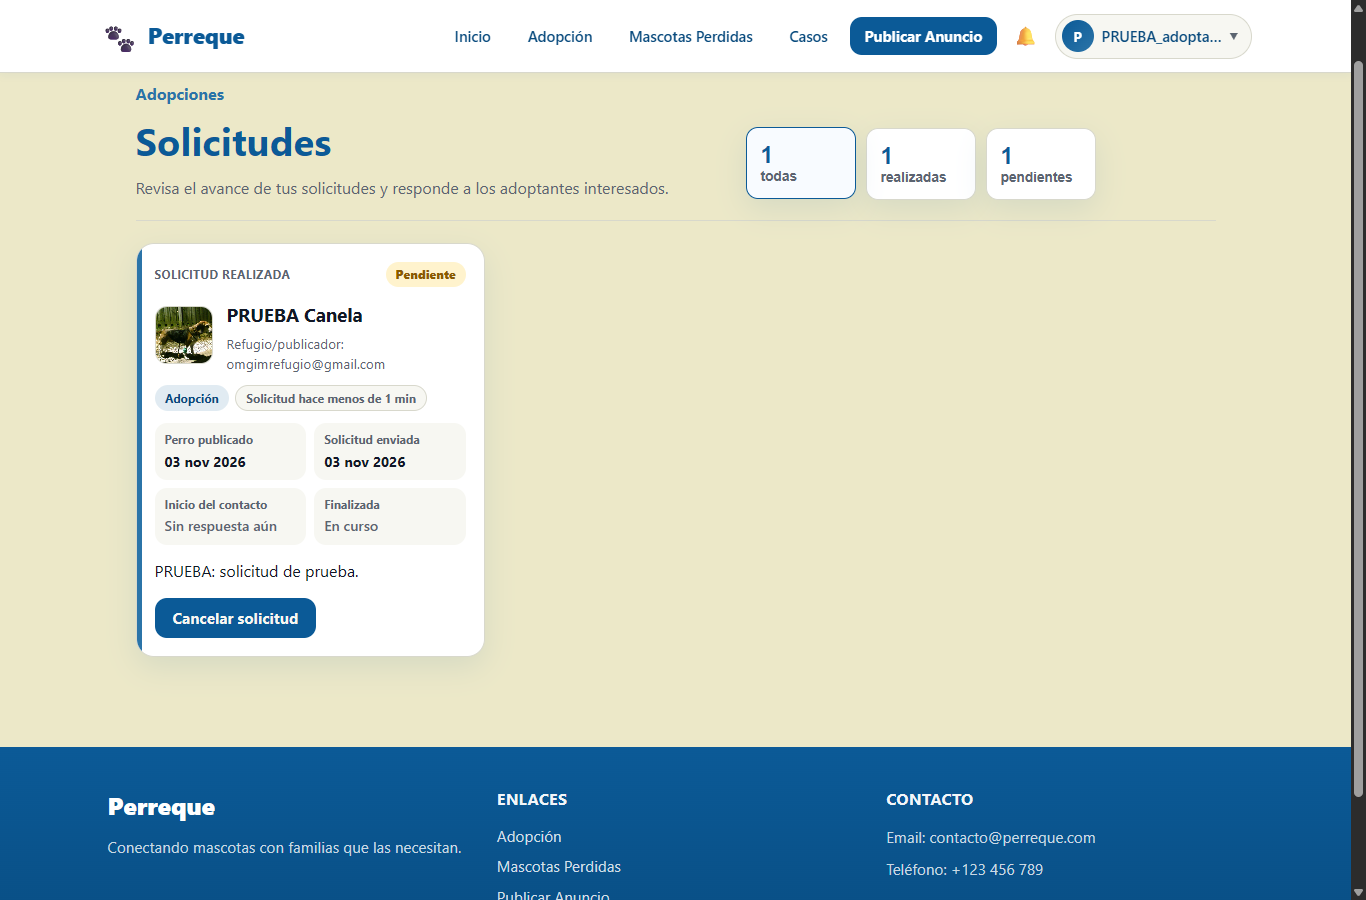 Perreque
Inicio
Adopción
Mascotas Perdidas
Casos
Publicar Anuncio
P
PRUEBA_adopta...
Adopciones
Solicitudes
Revisa el avance de tus solicitudes y responde a los adoptantes interesados.
1
todas
1
realizadas
1
pendientes
SOLICITUD REALIZADA
Pendiente
PRUEBA Canela
Refugio/publicador:
omgimrefugio@gmail.com
Adopción
Solicitud hace menos de 1 min
Perro publicado
03 nov 2026
Solicitud enviada
03 nov 2026
Inicio del contacto
Sin respuesta aún
Finalizada
En curso
PRUEBA: solicitud de prueba.
Cancelar solicitud
Perreque
Conectando mascotas con familias que las necesitan.
ENLACES
Adopción
Mascotas Perdidas
Publicar Anuncio
CONTACTO
Email: contacto@perreque.com
Teléfono: +123 456 789